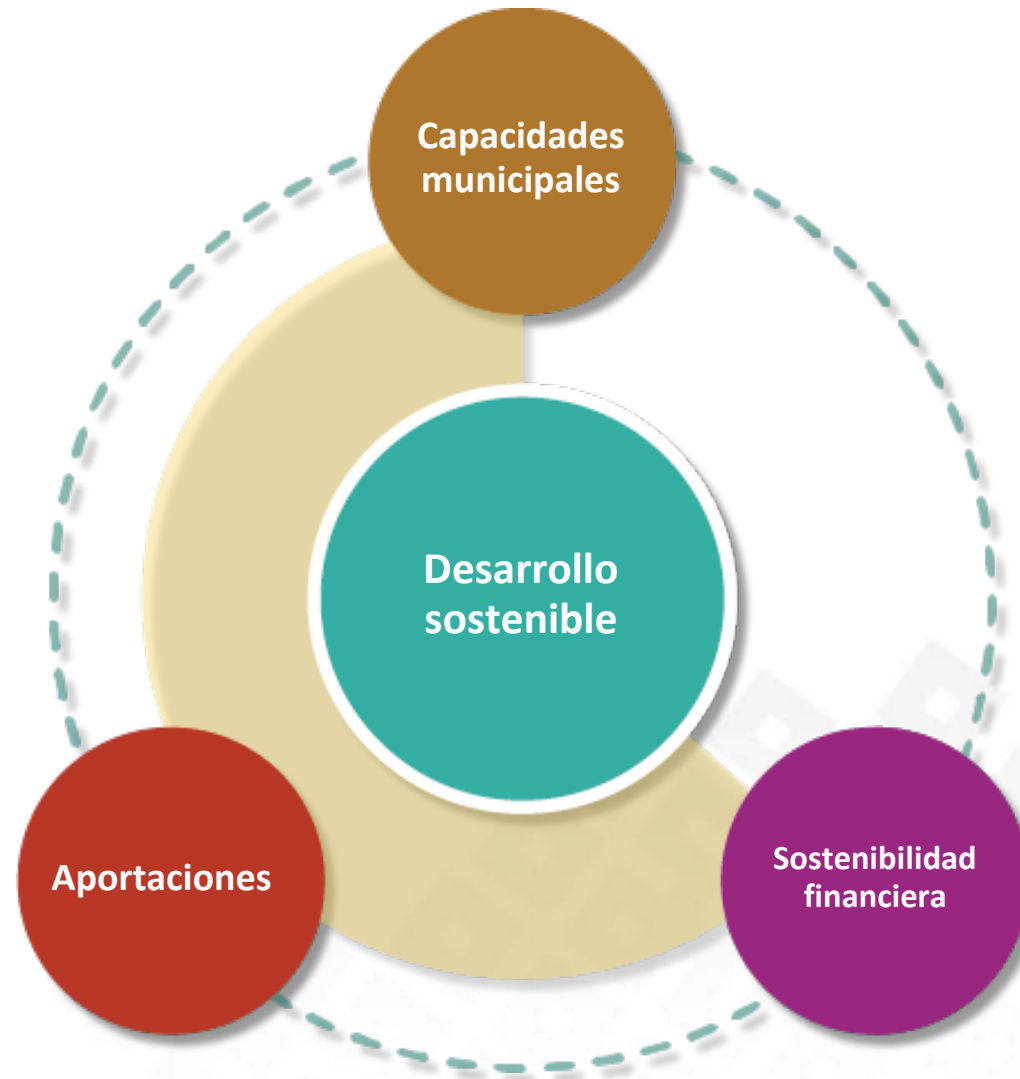 Capacidades
municipales
Desarrollo
sostenible
Aportaciones
Sostenibilidad
financiera